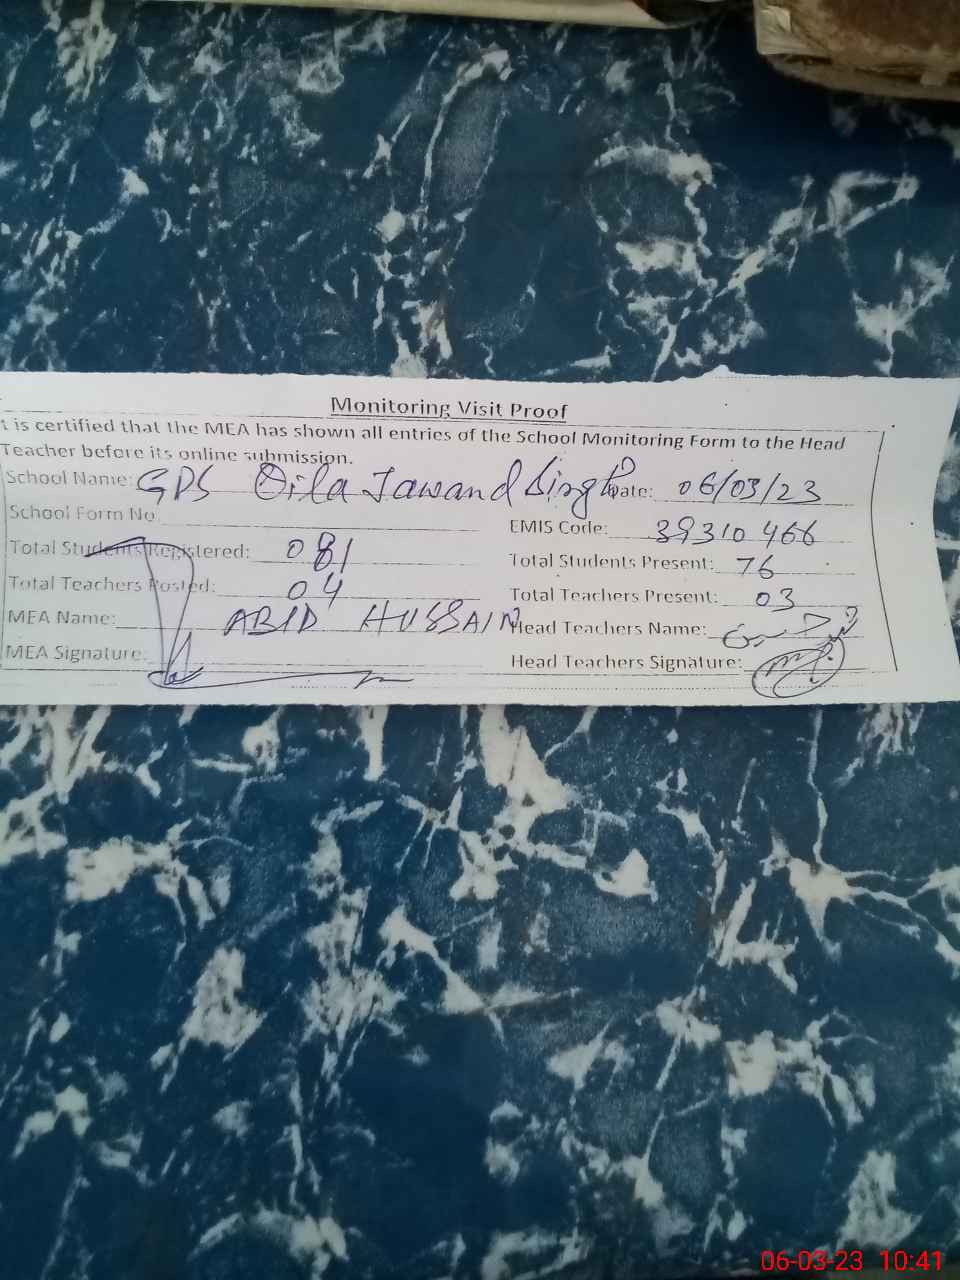 Monitoring Visit Proof
t is certified that the MEA has shown all entries of the School Monitoring Form to the Head
Teacher before its online submission.
School Name: GPS Qila Jawand Singh Date: 06/03/23
School Form No
EMIS Code: 39310466
Total Students Registered: 081
Total Students Present: 76
Total Teachers Posted: 04
Total Teachers Present: 03
MEA Name: ABID HUSSAIN
Head Teachers Name:
MEA Signature:
Head Teachers Signature:
06-03-23 10:41